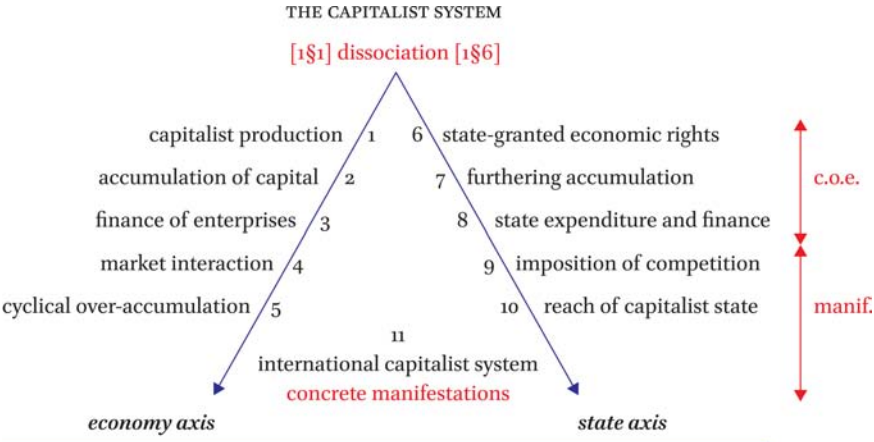 THE CAPITALIST SYSTEM
[1§1] dissociation [1§6]
capitalist production 1 6 state-granted economic rights
accumulation of capital 2 7 furthering accumulation c.o.e.
finance of enterprises 3 8 state expenditure and finance
market interaction 4 9 imposition of competition
cyclical over-accumulation 5 10 reach of capitalist state manif.
11
international capitalist system
concrete manifestations
economy axis state axis